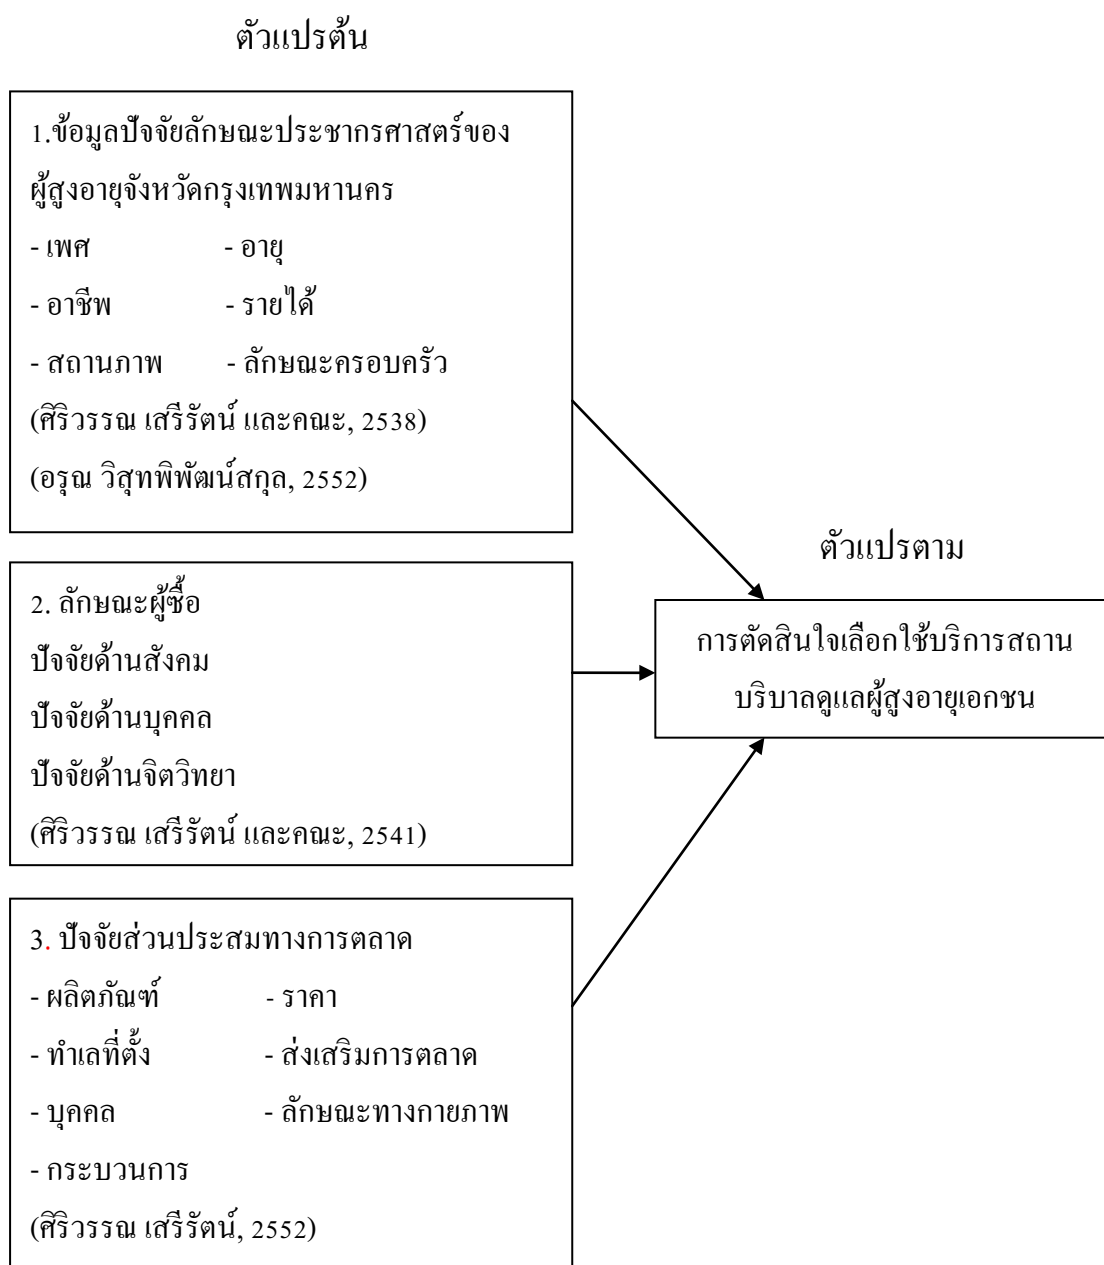 ตัวแปรต้น
1.ข้อมูลปัจจัยลักษณะประชากรศาสตร์ของ
ผู้สูงอายุจังหวัดกรุงเทพมหานคร
- เพศ - อายุ
- อาชีพ - รายได้
- สถานภาพ - ลักษณะครอบครัว
(ศิริวรรณ เสรีรัตน์ และคณะ, 2538)
(อรุณ วิสุทพิพัฒน์สกุล, 2552)
2. ลักษณะผู้ซื้อ
ปัจจัยด้านสังคม
ปัจจัยด้านบุคคล
ปัจจัยด้านจิตวิทยา
(ศิริวรรณ เสรีรัตน์ และคณะ, 2541)
3. ปัจจัยส่วนประสมทางการตลาด
- ผลิตภัณฑ์ - ราคา
- ทำเลที่ตั้ง - ส่งเสริมการตลาด
- บุคคล - ลักษณะทางกายภาพ
- กระบวนการ
(ศิริวรรณ เสรีรัตน์, 2552)
ตัวแปรตาม
การตัดสินใจเลือกใช้บริการสถาน
บริบาลดูแลผู้สูงอายุเอกชน